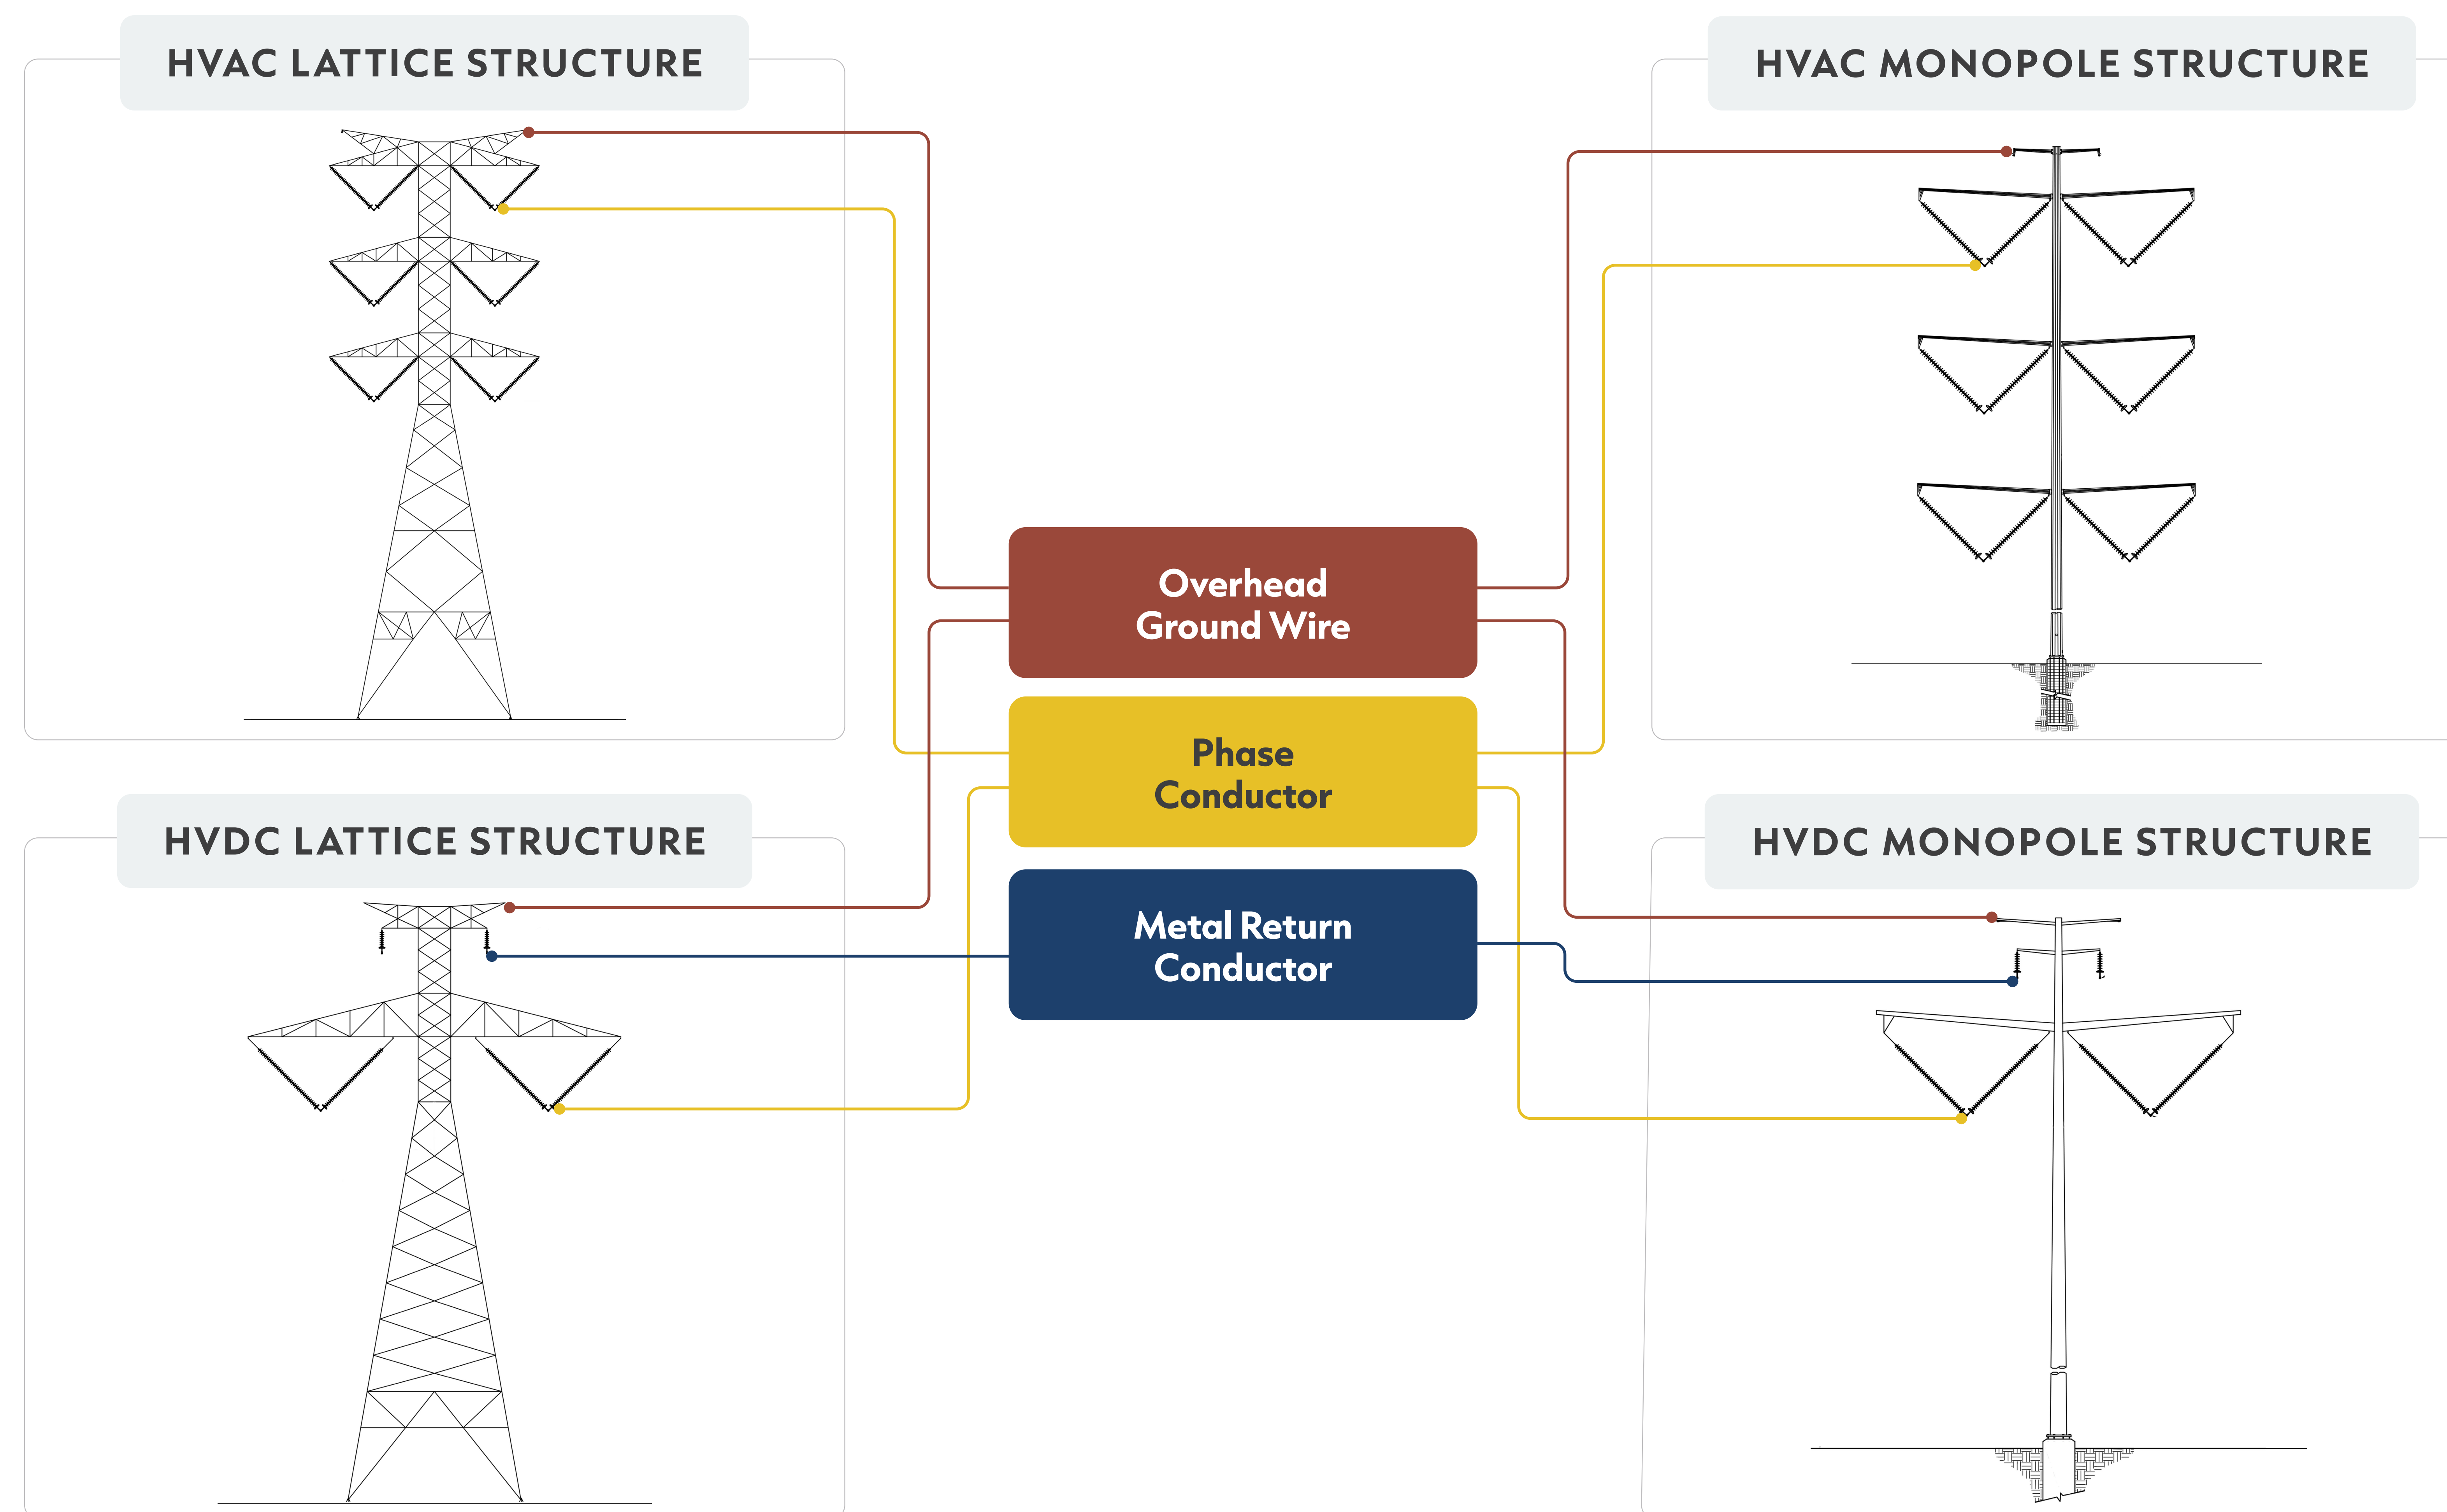 HVAC LATTICE STRUCTURE
HVAC MONOPOLE STRUCTURE
Overhead
Ground Wire
Phase
Conductor
Metal Return
Conductor
HVDC LATTICE STRUCTURE
HVDC MONOPOLE STRUCTURE